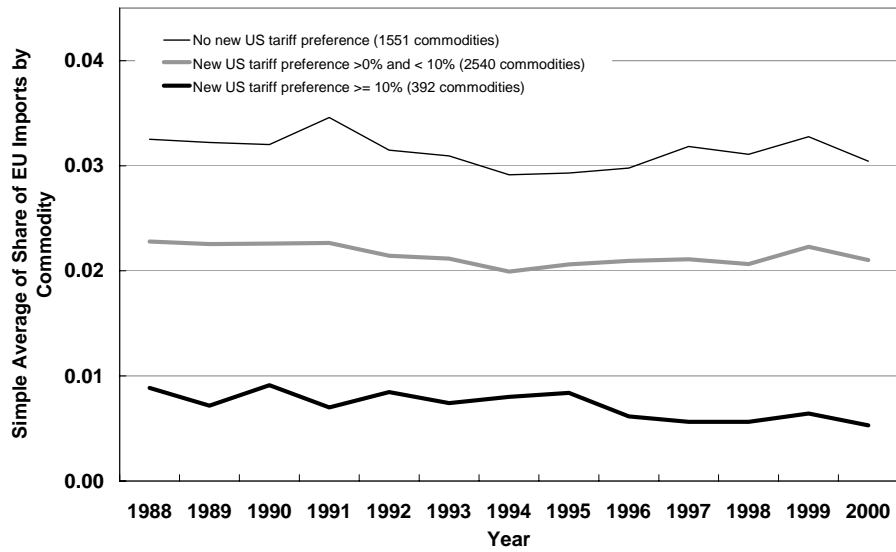 No new US tariff preference (1551 commodities)
New US tariff preference >0% and < 10% (2540 commodities)
New US tariff preference >= 10% (392 commodities)
Simple Average of Share of EU Imports by
Commodity
0.04
0.03
0.02
0.01
0.00
1988 1989 1990 1991 1992 1993 1994 1995 1996 1997 1998 1999 2000
Year